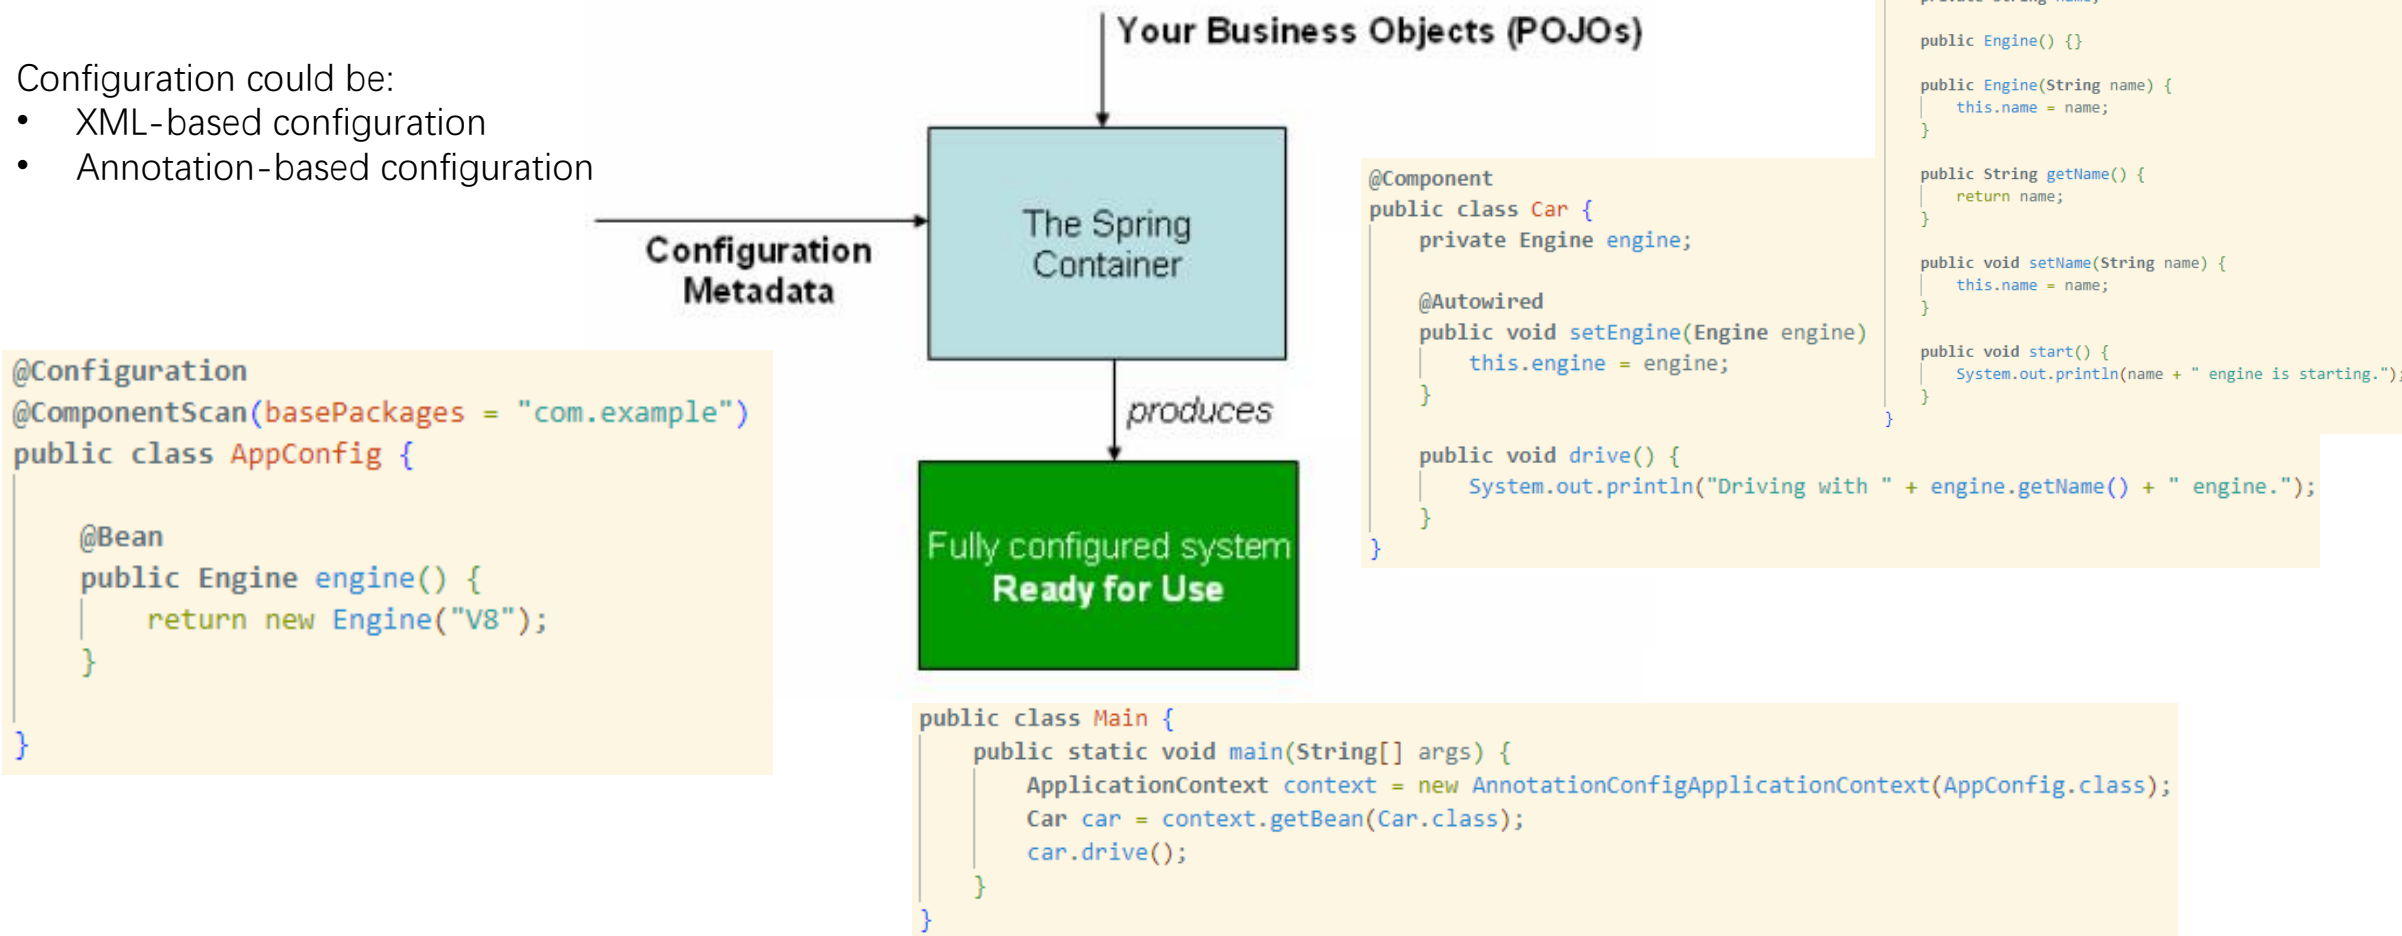 Configuration could be:
• XML-based configuration
• Annotation-based configuration
Your Business Objects (POJOs)
Configuration
Metadata
The Spring
Container
produces
Fully configured system
Ready for Use
@Configuration
@ComponentScan(basePackages = "com.example")
public class AppConfig {
@Bean
public Engine engine() {
return new Engine("V8");
}
}
@Component
public class Car {
private Engine engine;
@Autowired
public void setEngine(Engine engine)
this.engine = engine;
}
public void drive() {
System.out.println("Driving with " + engine.getName() + " engine.");
}
}
public Engine() {}
public Engine(String name) {
this.name = name;
}
public String getName() {
return name;
}
public void setName(String name) {
this.name = name;
}
public void start() {
System.out.println(name + " engine is starting.");
}
}
public class Main {
public static void main(String[] args) {
ApplicationContext context = new AnnotationConfigApplicationContext(AppConfig.class);
Car car = context.getBean(Car.class);
car.drive();
}
}